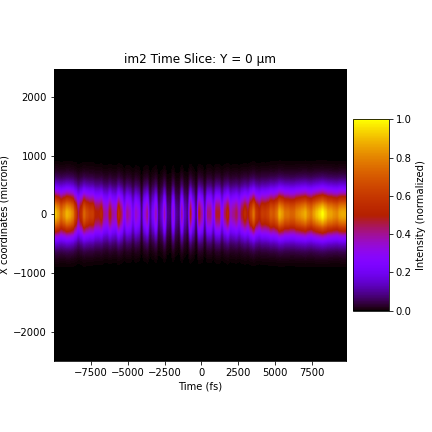 im2 Time Slice: Y = 0 μm
X coordinates (microns)
2000
1000
0
−1000
−2000
−7500 −5000 −2500 0 2500 5000 7500
Time (fs)
1.0
0.8
0.6
0.4
0.2
0.0
Intensity (normalized)